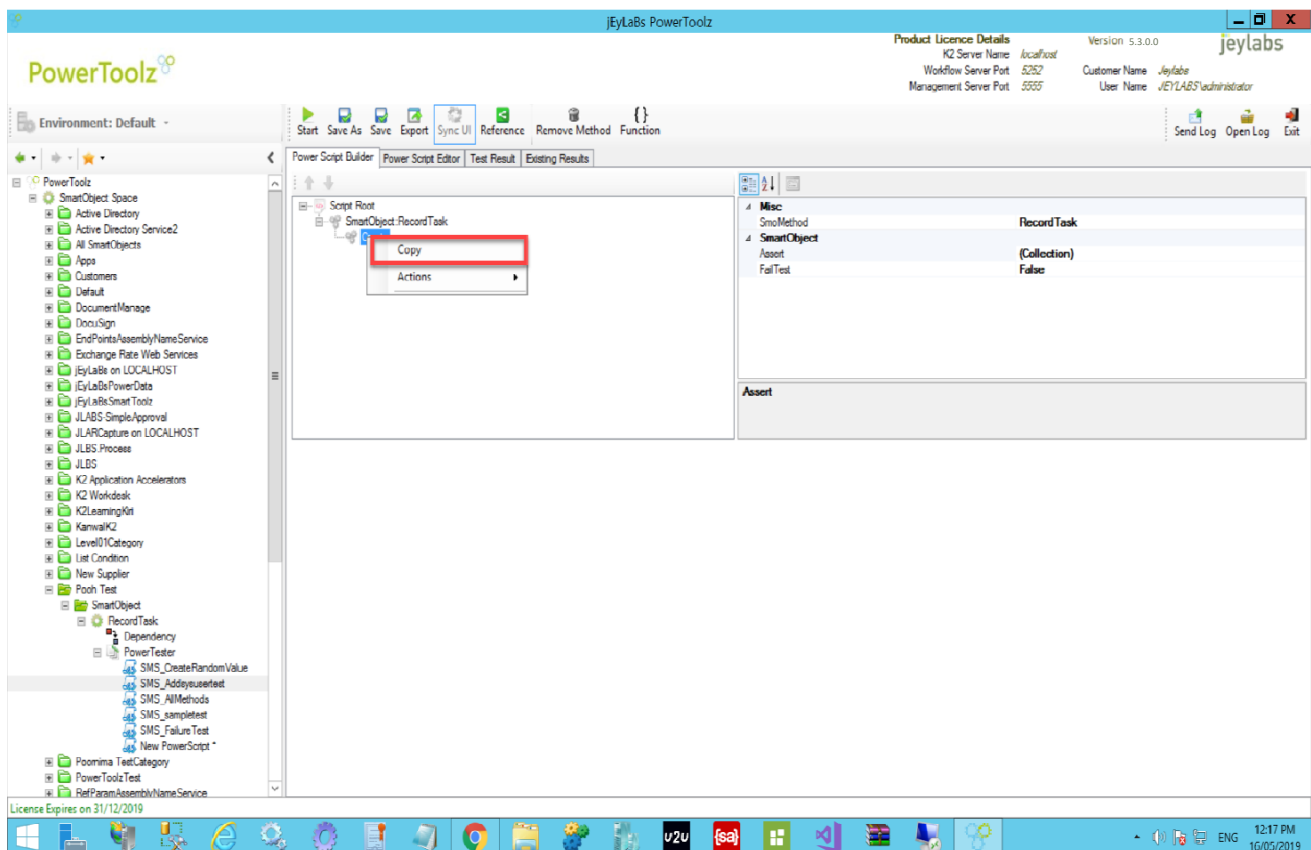 jEyLaBs PowerToolz
PowerToolz
Product Licence Details
K2 Server Name localhost
Workflow Server Port 5252
Management Server Port 5555
Version 5.3.0.0
Customer Name Jeylabs
User Name JEYLABS\administrator
jeylabs
Environment: Default
Start Save As Save Export Sync UI Reference Remove Method Function
Send Log Open Log Exit
Power Script Builder Power Script Editor Test Result Existing Results
PowerToolz
SmartObject Space
Active Directory
Active Directory Service2
All SmartObjects
Apps
Customers
Default
DocumentManage
DocuSign
EndPointsAssemblyNameService
Exchange Rate Web Services
jEyLaBs on LOCALHOST
jEyLaBsPowerData
jEyLaBs.Smart Toolz
JLABS.SimpleApproval
JLARCapture on LOCALHOST
JLBS.Process
JLBS
K2 Application Accelerators
K2 Workdesk
K2LearningKiri
KanwalK2
Level01Category
List Condition
New Supplier
Pooh Test
SmartObject
RecordTask
Dependency
PowerTester
SMS_CreateRandomValue
SMS_Addsysusertest
SMS_AllMethods
SMS_sampletest
SMS_Failure Test
New PowerScript *
Poornima TestCategory
PowerToolzTest
RefParamAssemblyNameService
Script Root
SmartObject:RecordTask
Copy
Actions
Misc
SmoMethod RecordTask
SmartObject
Assert (Collection)
FailTest False
Assert
License Expires on 31/12/2019
u2u
{sa}
ENG
12:17 PM
16/05/2019